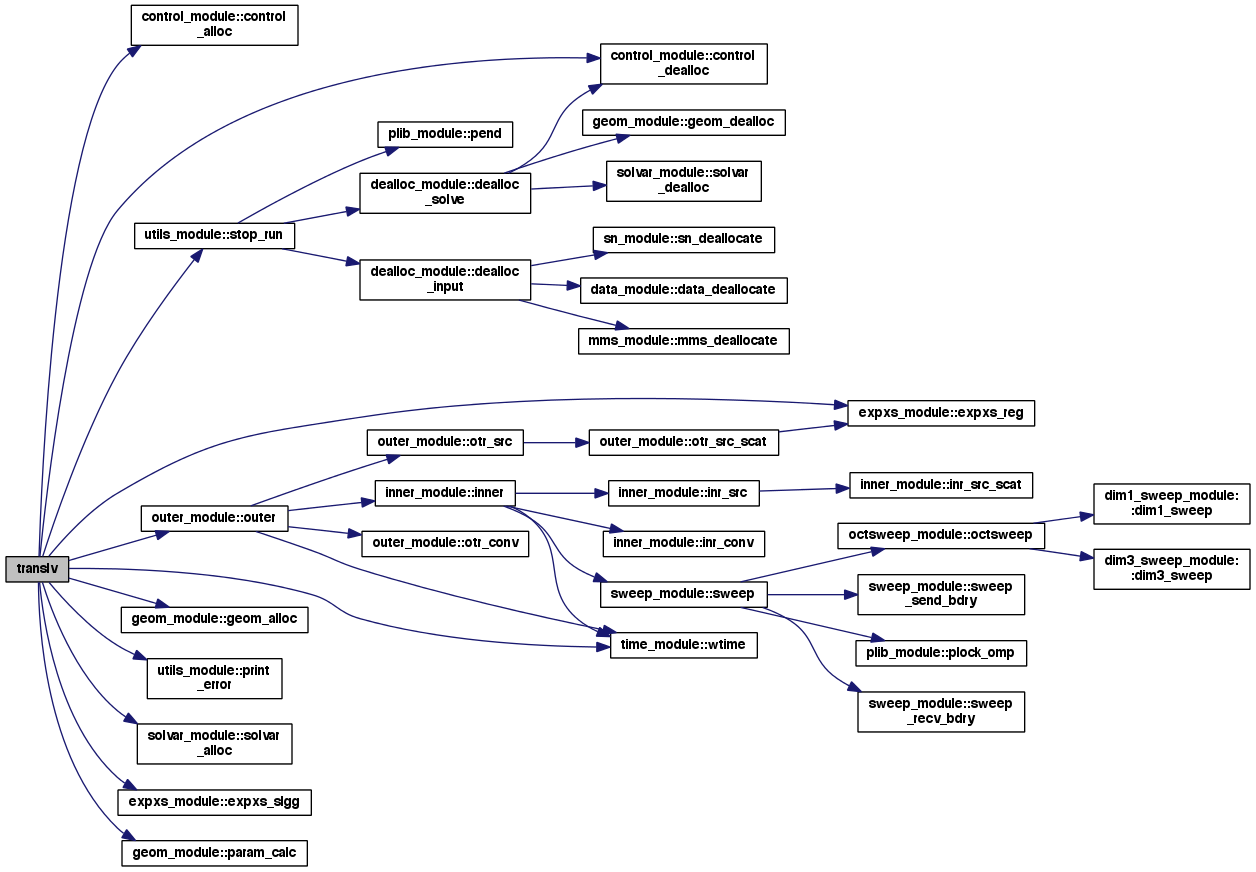 control_module::control
_alloc
control_module::control
_dealloc
geom_module::geom_dealloc
plib_module::pend
solvar_module::solvar
_dealloc
dealloc_module::dealloc
_solve
utils_module::stop_run
sn_module::sn_deallocate
dealloc_module::dealloc
_input
data_module::data_deallocate
mms_module::mms_deallocate
expxs_module::expxs_reg
outer_module::otr_src
outer_module::otr_src_scat
inner_module::inner
inner_module::inr_src
inner_module::inr_src_scat
dim1_sweep_module:
:dim1_sweep
outer_module::outer
outer_module::otr_conv
inner_module::inr_conv
octsweep_module::octsweep
dim3_sweep_module:
:dim3_sweep
translv
sweep_module::sweep
sweep_module::sweep
_send_bdry
geom_module::geom_alloc
time_module::wtime
plib_module::plock_omp
utils_module::print
_error
sweep_module::sweep
_recv_bdry
solvar_module::solvar
_alloc
expxs_module::expxs_slgg
geom_module::param_calc